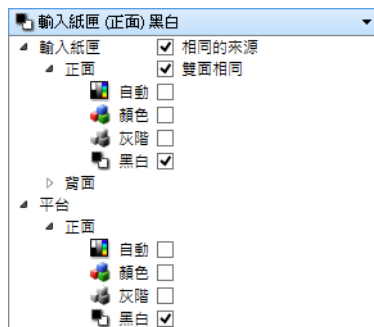 輸入紙匣 (正面) 黑白
輸入紙匣 相同的來源
正面 雙面相同
自動
顏色
灰階
黑白
背面
平台
正面
自動
顏色
灰階
黑白